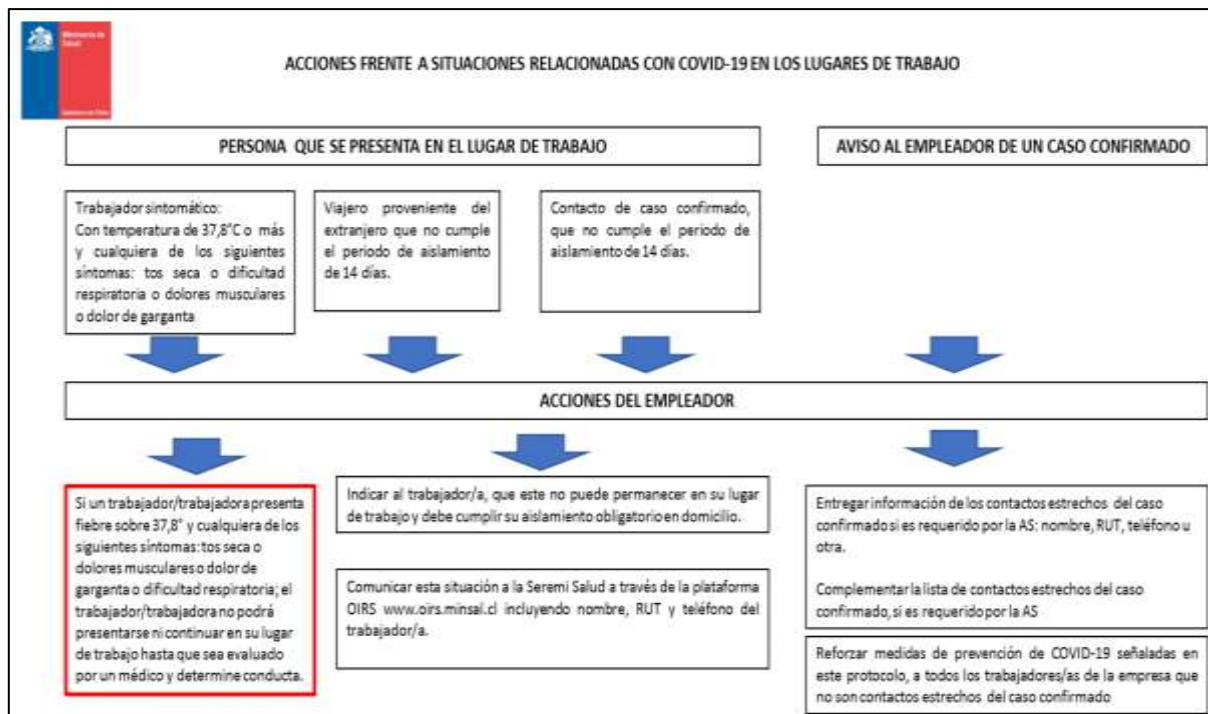 Ministerio de
Salud
Gobierno de Chile
ACCIONES FRENTE A SITUACIONES RELACIONADAS CON COVID-19 EN LOS LUGARES DE TRABAJO
PERSONA QUE SE PRESENTA EN EL LUGAR DE TRABAJO
AVISO AL EMPLEADOR DE UN CASO CONFIRMADO
Trabajador sintomático:
Con temperatura de 37,8°C o más
y cualquiera de los siguientes
síntomas: tos seca o dificultad
respiratoria o dolores musculares
o dolor de garganta
Viajero proveniente del
extranjero que no cumple
el periodo de aislamiento
de 14 días.
Contacto de caso confirmado,
que no cumple el periodo de
aislamiento de 14 días.
ACCIONES DEL EMPLEADOR
Si un trabajador/trabajadora presenta
fiebre sobre 37,8° y cualquiera de los
siguientes síntomas: tos seca o
dolores musculares o dolor de
garganta o dificultad respiratoria; el
trabajador/trabajadora no podrá
presentarse ni continuar en su lugar
de trabajo hasta que sea evaluado
por un médico y determine conducta.
Indicar al trabajador/a, que este no puede permanecer en su lugar
de trabajo y debe cumplir su aislamiento obligatorio en domicilio.
Comunicar esta situación a la Seremi Salud a través de la plataforma
OIRS www.oirs.minsal.cl incluyendo nombre, RUT y teléfono del
trabajador/a.
Entregar información de los contactos estrechos del caso
confirmado si es requerido por la AS: nombre, RUT, teléfono u
otra.
Complementar la lista de contactos estrechos del caso
confirmado, si es requerido por la AS
Reforzar medidas de prevención de COVID-19 señaladas en
este protocolo, a todos los trabajadores/as de la empresa que
no son contactos estrechos del caso confirmado